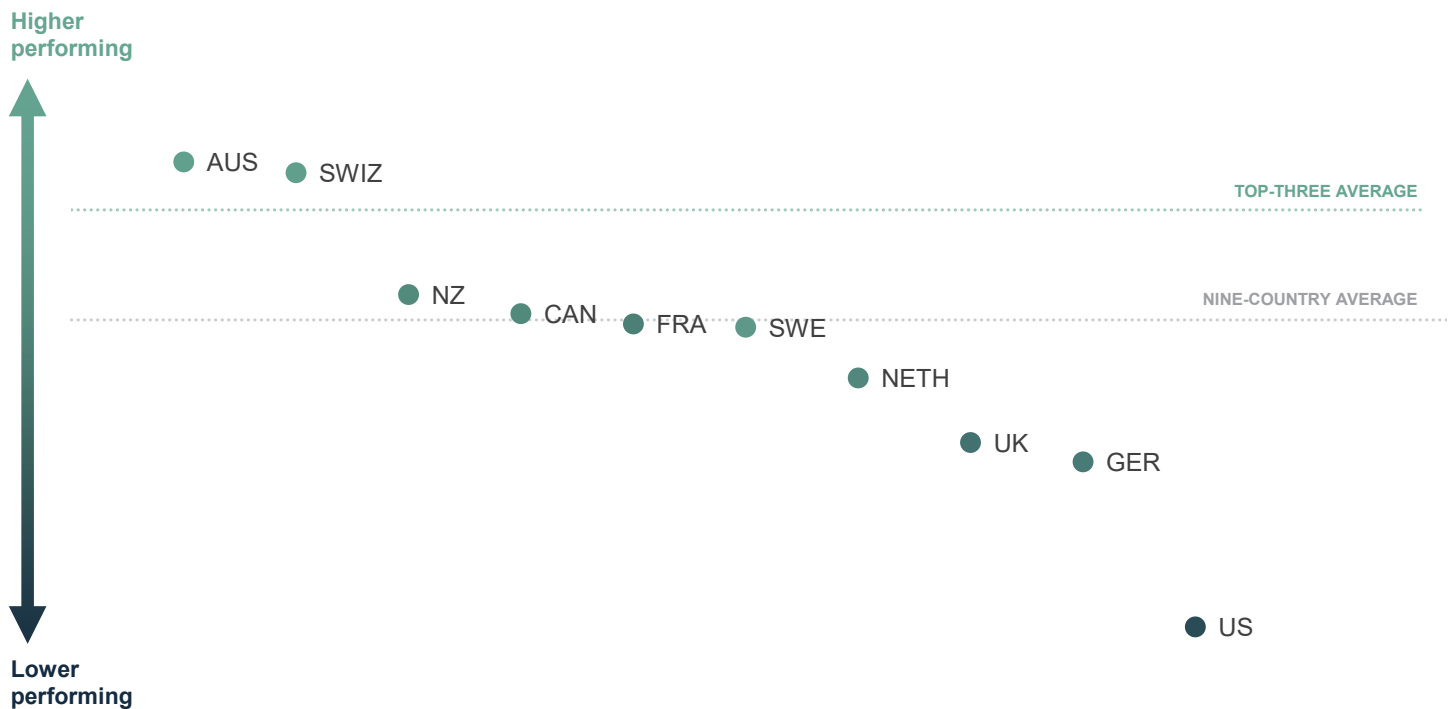 Higher
performing
AUS
SWIZ
TOP-THREE AVERAGE
NZ
NINE-COUNTRY AVERAGE
CAN
FRA
SWE
NETH
UK
GER
US
Lower
performing